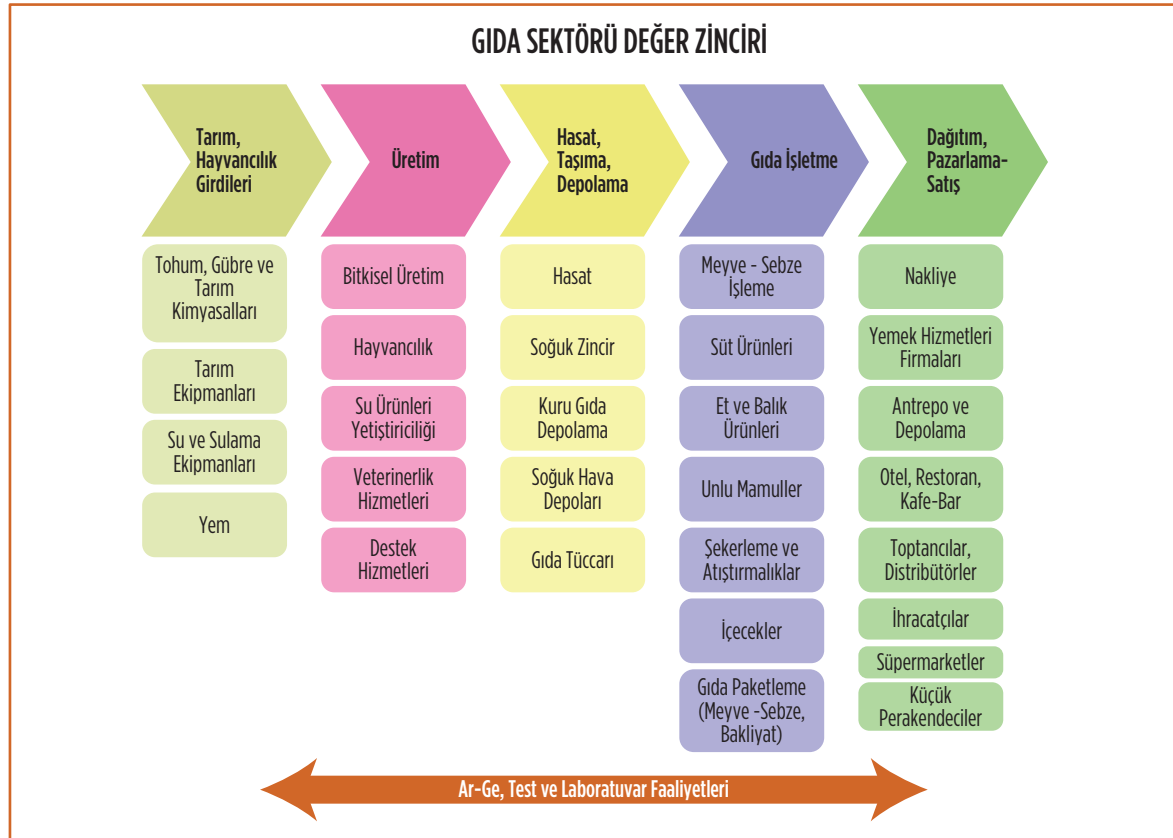 GIDA SEKTÖRÜ DEĞER ZİNCİRİ
Tarım,
Hayvancılık
Girdileri
Üretim
Hasat,
Taşıma,
Depolama
Gıda İşletme
Dağıtım,
Pazarlama-
Satış
Tohum, Gübre ve
Tarım
Kimyasalları
Tarım
Ekipmanları
Su ve Sulama
Ekipmanları
Yem
Bitkisel Üretim
Hayvancılık
Su Ürünleri
Yetiştiriciliği
Veterinerlik
Hizmetleri
Destek
Hizmetleri
Hasat
Soğuk Zincir
Kuru Gıda
Depolama
Soğuk Hava
Depoları
Gıda Tüccarı
Meyve - Sebze
İşleme
Süt Ürünleri
Et ve Balık
Ürünleri
Unlu Mamuller
Şekerleme ve
Atıştırmalıklar
İçecekler
Gıda Paketleme
(Meyve -Sebze,
Bakliyat)
Nakliye
Yemek Hizmetleri
Firmaları
Antrepo ve
Depolama
Otel, Restoran,
Kafe-Bar
Toptancılar,
Distribütörler
İhracatçılar
Süpermarketler
Küçük
Perakendeciler
Ar-Ge, Test ve Laboratuvar Faaliyetleri